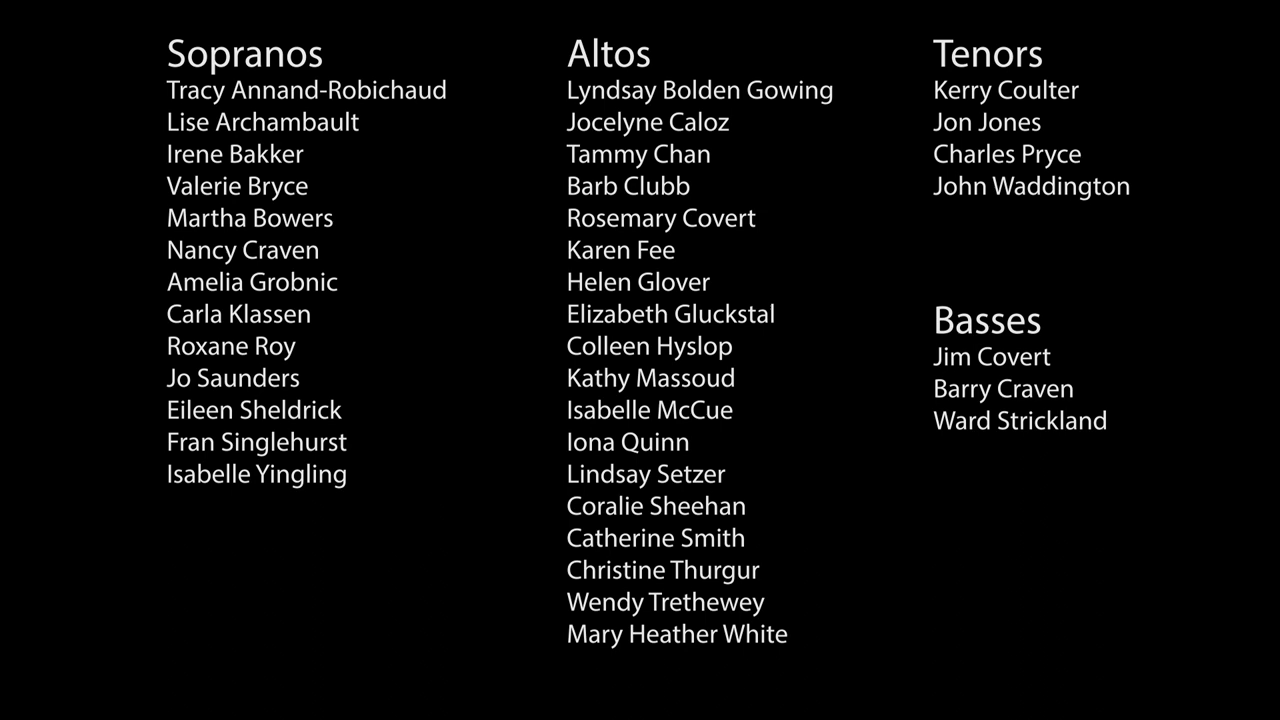 Sopranos
Tracy Annand-Robichaud
Lise Archambault
Irene Bakker
Valerie Bryce
Martha Bowers
Nancy Craven
Amelia Grobnic
Carla Klassen
Roxane Roy
Jo Saunders
Eileen Sheldrick
Fran Singlehurst
Isabelle Yingling
Altos
Lyndsay Bolden Gowing
Jocelyne Caloz
Tammy Chan
Barb Clubb
Rosemary Covert
Karen Fee
Helen Glover
Elizabeth Gluckstal
Colleen Hyslop
Kathy Massoud
Isabelle McCue
Iona Quinn
Lindsay Setzer
Coralie Sheehan
Catherine Smith
Christine Thurgur
Wendy Trethewey
Mary Heather White
Tenors
Kerry Coulter
Jon Jones
Charles Pryce
John Waddington
Basses
Jim Covert
Barry Craven
Ward Strickland